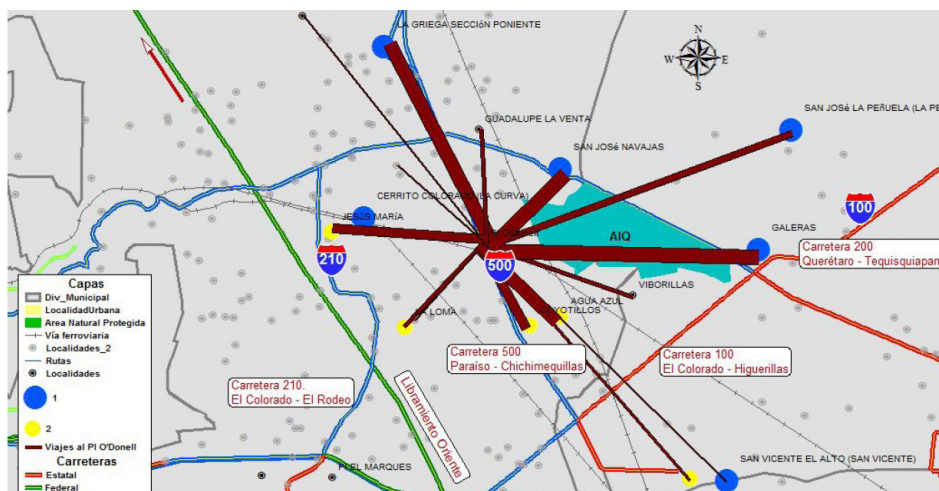 LA GRIEGA SECCIóN PONIENTE
N
W E
S
GUADALUPE LA VENTA
SAN JOSé LA PEñUELA (LA PE
SAN JOSé NAVAJAS
CERRITO COLORADO (LA CURVA)
JESúS MARÍA
100
AIQ
GALERAS
210
500
Carretera 200
Querétaro - Tequisquiapan
VIBORILLAS
AGUA AZUL
LA LOMA
Carretera 500
Paraíso - Chichimequillas
Carretera 100
El Colorado - Higuerillas
Carretera 210.
El Colorado - El Rodeo
Libramiento Oriente
SAN VICENTE EL ALTO (SAN VICENTE)
EL MARQUES
Capas
Div_Municipal
LocalidadUrbana
Area Natural Protegida
Vía ferroviaria
Localidades_2
Rutas
Localidades
1
2
Viajes al PI O'Donell
Carreteras
Estatal
Federal